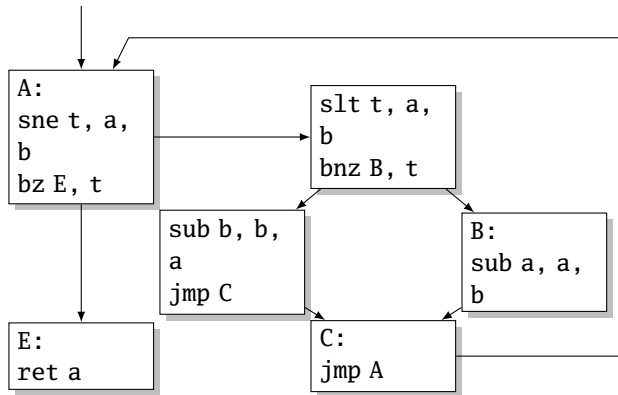 A:
sne t, a,
b
bz E, t
slt t, a,
b
bnz B, t
sub b, b,
a
jmp C
B:
sub a, a,
b
E:
ret a
C:
jmp A